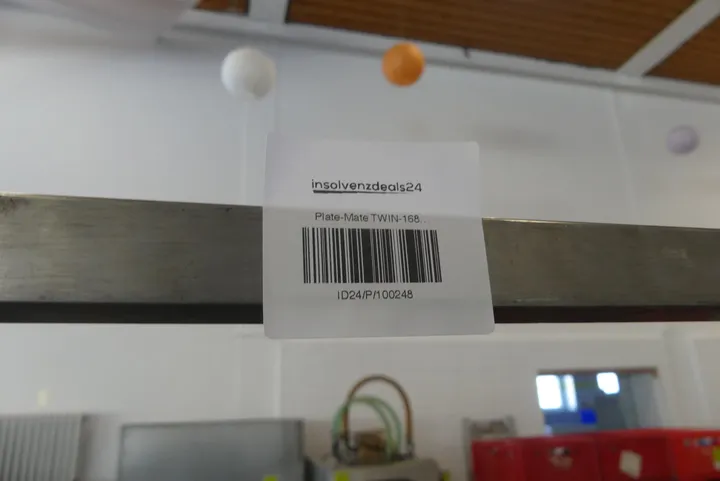 insolvenzdeals24
Plate-Mate TWIN-168...
ID24/P/100248